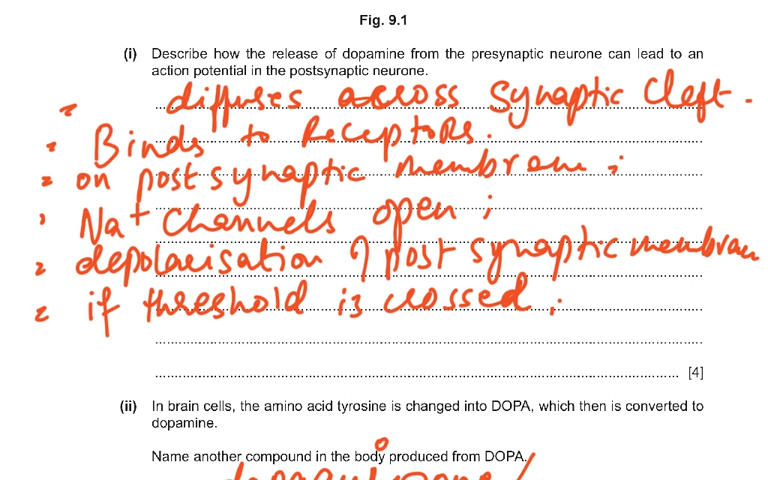 Fig. 9.1
(i) Describe how the release of dopamine from the presynaptic neurone can lead to an
action potential in the postsynaptic neurone.
diffuses across synaptic cleft.
Binds to Receptors.
on post synaptic membrane ;
Na+ Channels open ;
depolarisation of post synaptic membrane
if threshold is crossed ;
[4]
(ii) In brain cells, the amino acid tyrosine is changed into DOPA, which then is converted to
dopamine.
Name another compound in the body produced from DOPA.